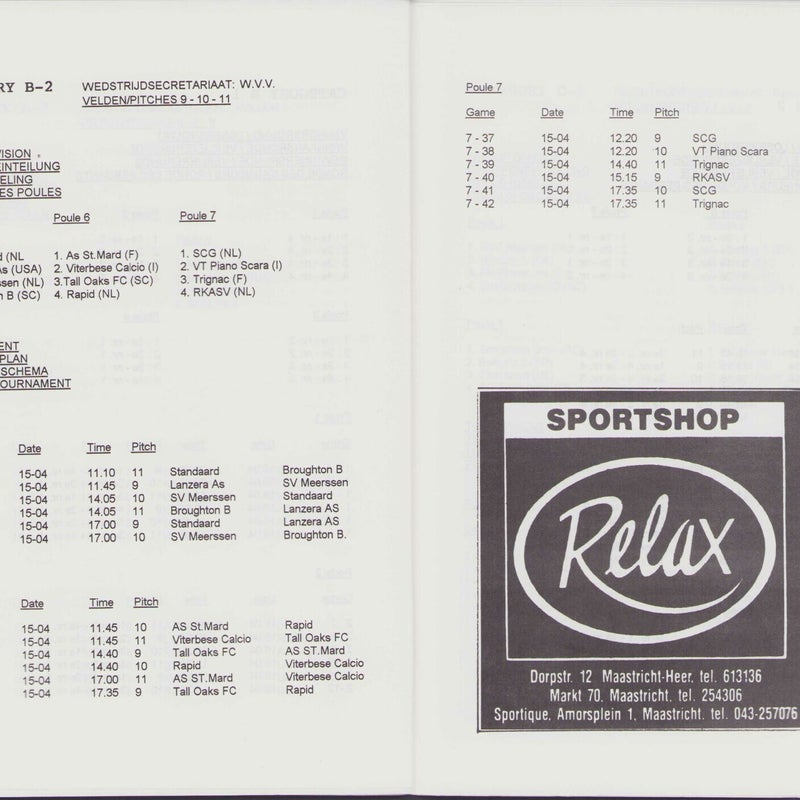 RY B-2 WEDSTRIJDSECRETARIAAT: W.V.V.
VELDEN/PITCHES 9 - 10 - 11
VISION
EINTEILUNG
ELING
ES POULES
Poule 6 Poule 7
d (NL 1. As St.Mard (F) 1. SCG (NL)
As (USA) 2. Viterbese Calcio (I) 2. VT Piano Scara (I)
ssen (NL) 3.Tall Oaks FC (SC) 3. Trignac (F)
n B (SC) 4. Rapid (NL) 4. RKASV (NL)
ENT
PLAN
SCHEMA
OURNAMENT
Date Time Pitch
15-04 11.10 11 Standaard Broughton B
15-04 11.45 9 Lanzera As SV Meerssen
15-04 14.05 10 SV Meerssen Standaard
15-04 14.05 11 Broughton B Lanzera AS
15-04 17.00 9 Standaard Lanzera AS
15-04 17.00 10 SV Meerssen Broughton B.
Date Time Pitch
15-04 11.45 10 AS St.Mard Rapid
15-04 11.45 11 Viterbese Calcio Tall Oaks FC
15-04 14.40 9 Tall Oaks FC AS ST.Mard
15-04 14.40 10 Rapid Viterbese Calcio
15-04 17.00 11 AS ST.Mard Viterbese Calcio
15-04 17.35 9 Tall Oaks FC Rapid
Poule 7
Game Date Time Pitch
7 - 37 15-04 12.20 9 SCG
7 - 38 15-04 12.20 10 VT Piano Scara
7 - 39 15-04 14.40 11 Trignac
7 - 40 15-04 15.15 9 RKASV
7 - 41 15-04 17.35 10 SCG
7 - 42 15-04 17.35 11 Trignac
SPORTSHOP
Relax
Dorpstr. 12 Maastricht-Heer. tel. 613136
Markt 70. Maastricht. tel. 254306
Sportique. Amorsplein 1. Maastricht. tel. 043-257076